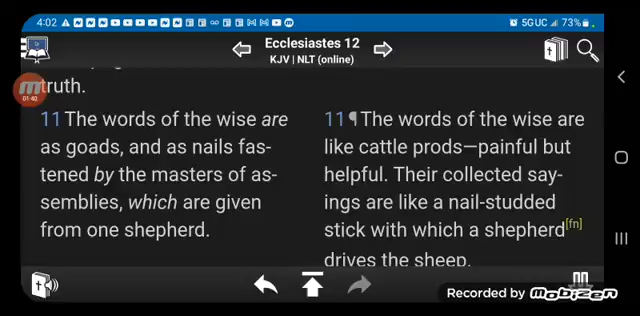 4:02
5GUC 73%
Ecclesiastes 12
KJV | NLT (online)
truth.
01:40
11 The words of the wise are
as goads, and as nails fas-
tened by the masters of as-
semblies, which are given
from one shepherd.
11 ¶ The words of the wise are
like cattle prods—painful but
helpful. Their collected say-
ings are like a nail-studded
stick with which a shepherd[fn]
drives the sheep.
Recorded by Mobizen